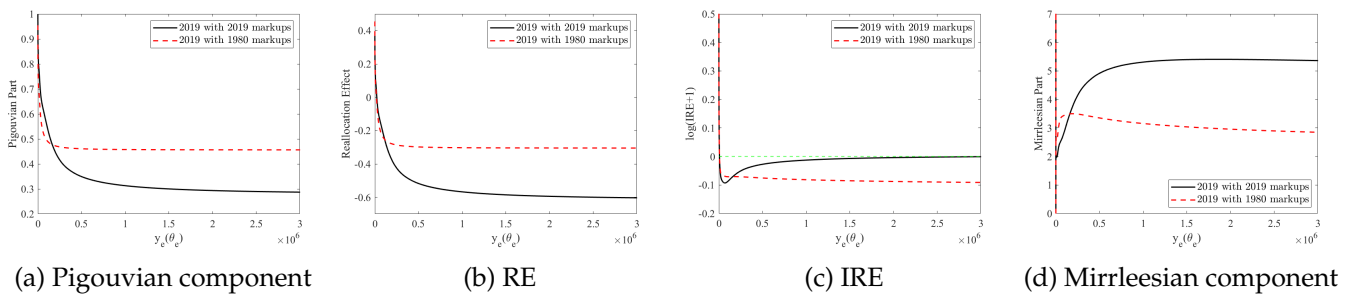 1
0.9
0.8
0.7
0.6
0.5
0.4
0.3
0.2
Pigouvian Part
2019 with 2019 markups
2019 with 1980 markups
0 0.5 1 1.5 2 2.5 3
×10^6
y_e(θ_e)
(a) Pigouvian component
0.4
0.2
0
-0.2
-0.4
-0.6
Reallocation Effect
2019 with 2019 markups
2019 with 1980 markups
0 0.5 1 1.5 2 2.5 3
×10^6
y_e(θ_e)
(b) RE
0.5
0.4
0.3
0.2
0.1
0
-0.1
-0.2
log(IRE+1)
2019 with 2019 markups
2019 with 1980 markups
0 0.5 1 1.5 2 2.5 3
×10^6
y_e(θ_e)
(c) IRE
7
6
5
4
3
2
1
0
Mirrleesian Part
2019 with 2019 markups
2019 with 1980 markups
0 0.5 1 1.5 2 2.5 3
×10^6
y_e(θ_e)
(d) Mirrleesian component